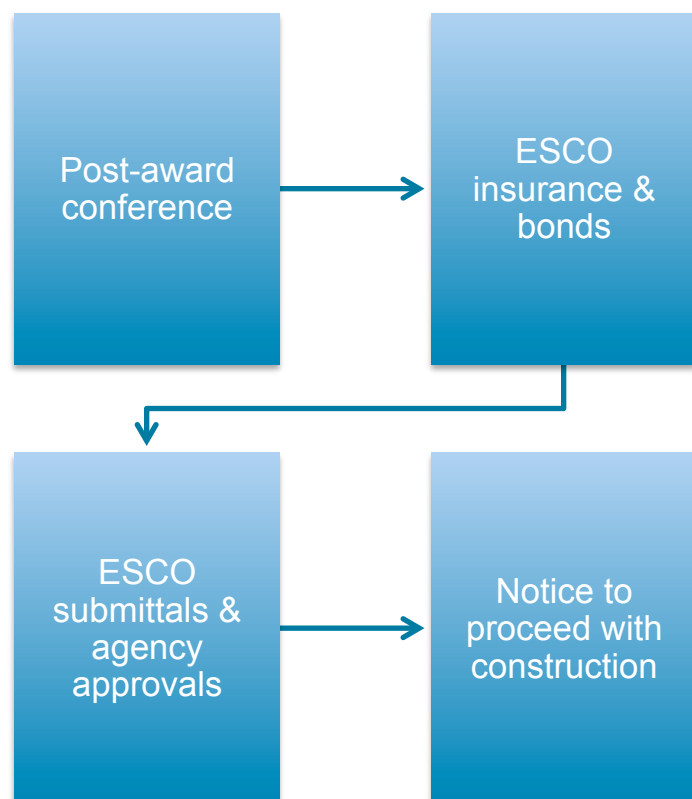 Post-award
conference
ESCO
insurance &
bonds
ESCO
submittals &
agency
approvals
Notice to
proceed with
construction